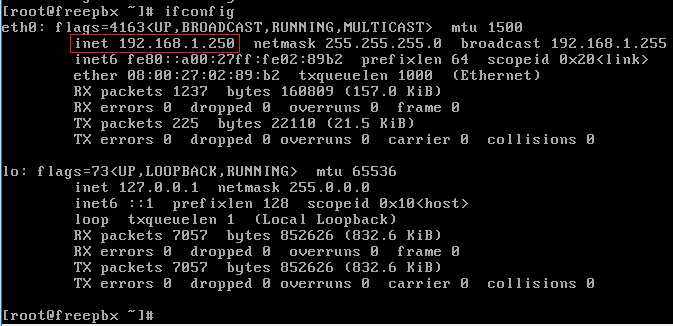 [root@freepbx ~]# ifconfig
eth0: flags=4163<UP,BROADCAST,RUNNING,MULTICAST>  mtu 1500
        inet 192.168.1.250  netmask 255.255.255.0  broadcast 192.168.1.255
        inet6 fe80::a00:27ff:fe02:89b2  prefixlen 64  scopeid 0x20<link>
        ether 08:00:27:02:89:b2  txqueuelen 1000  (Ethernet)
        RX packets 1237  bytes 160809 (157.0 KiB)
        RX errors 0  dropped 0  overruns 0  frame 0
        TX packets 225  bytes 22110 (21.5 KiB)
        TX errors 0  dropped 0 overruns 0  carrier 0  collisions 0

lo: flags=73<UP,LOOPBACK,RUNNING>  mtu 65536
        inet 127.0.0.1  netmask 255.0.0.0
        inet6 ::1  prefixlen 128  scopeid 0x10<host>
        loop  txqueuelen 1  (Local Loopback)
        RX packets 7057  bytes 852626 (832.6 KiB)
        RX errors 0  dropped 0  overruns 0  frame 0
        TX packets 7057  bytes 852626 (832.6 KiB)
        TX errors 0  dropped 0 overruns 0  carrier 0  collisions 0

[root@freepbx ~]#